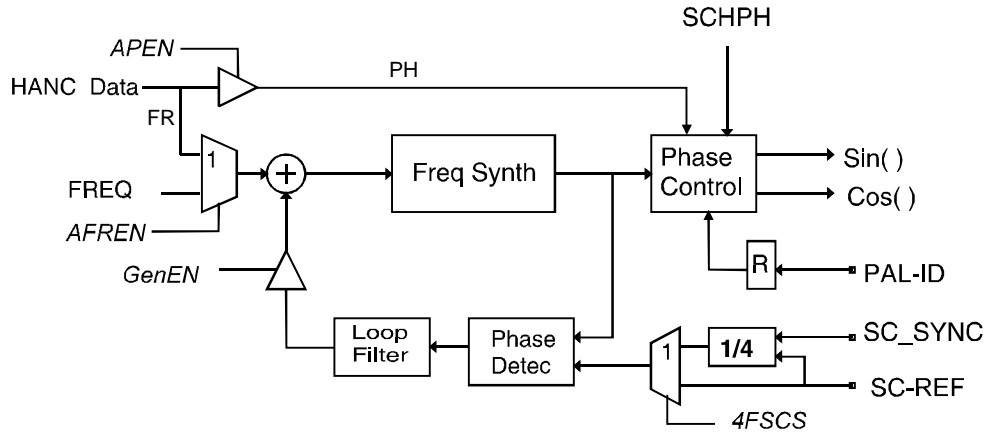 SCHPH
APEN
PH
HANC Data
FR
1
Phase
Control
Sin( )
Cos( )
FREQ
+
Freq Synth
AFREN
GenEN
R
PAL-ID
Loop
Filter
Phase
Detec
1
1/4
SC_SYNC
SC-REF
4FSCS